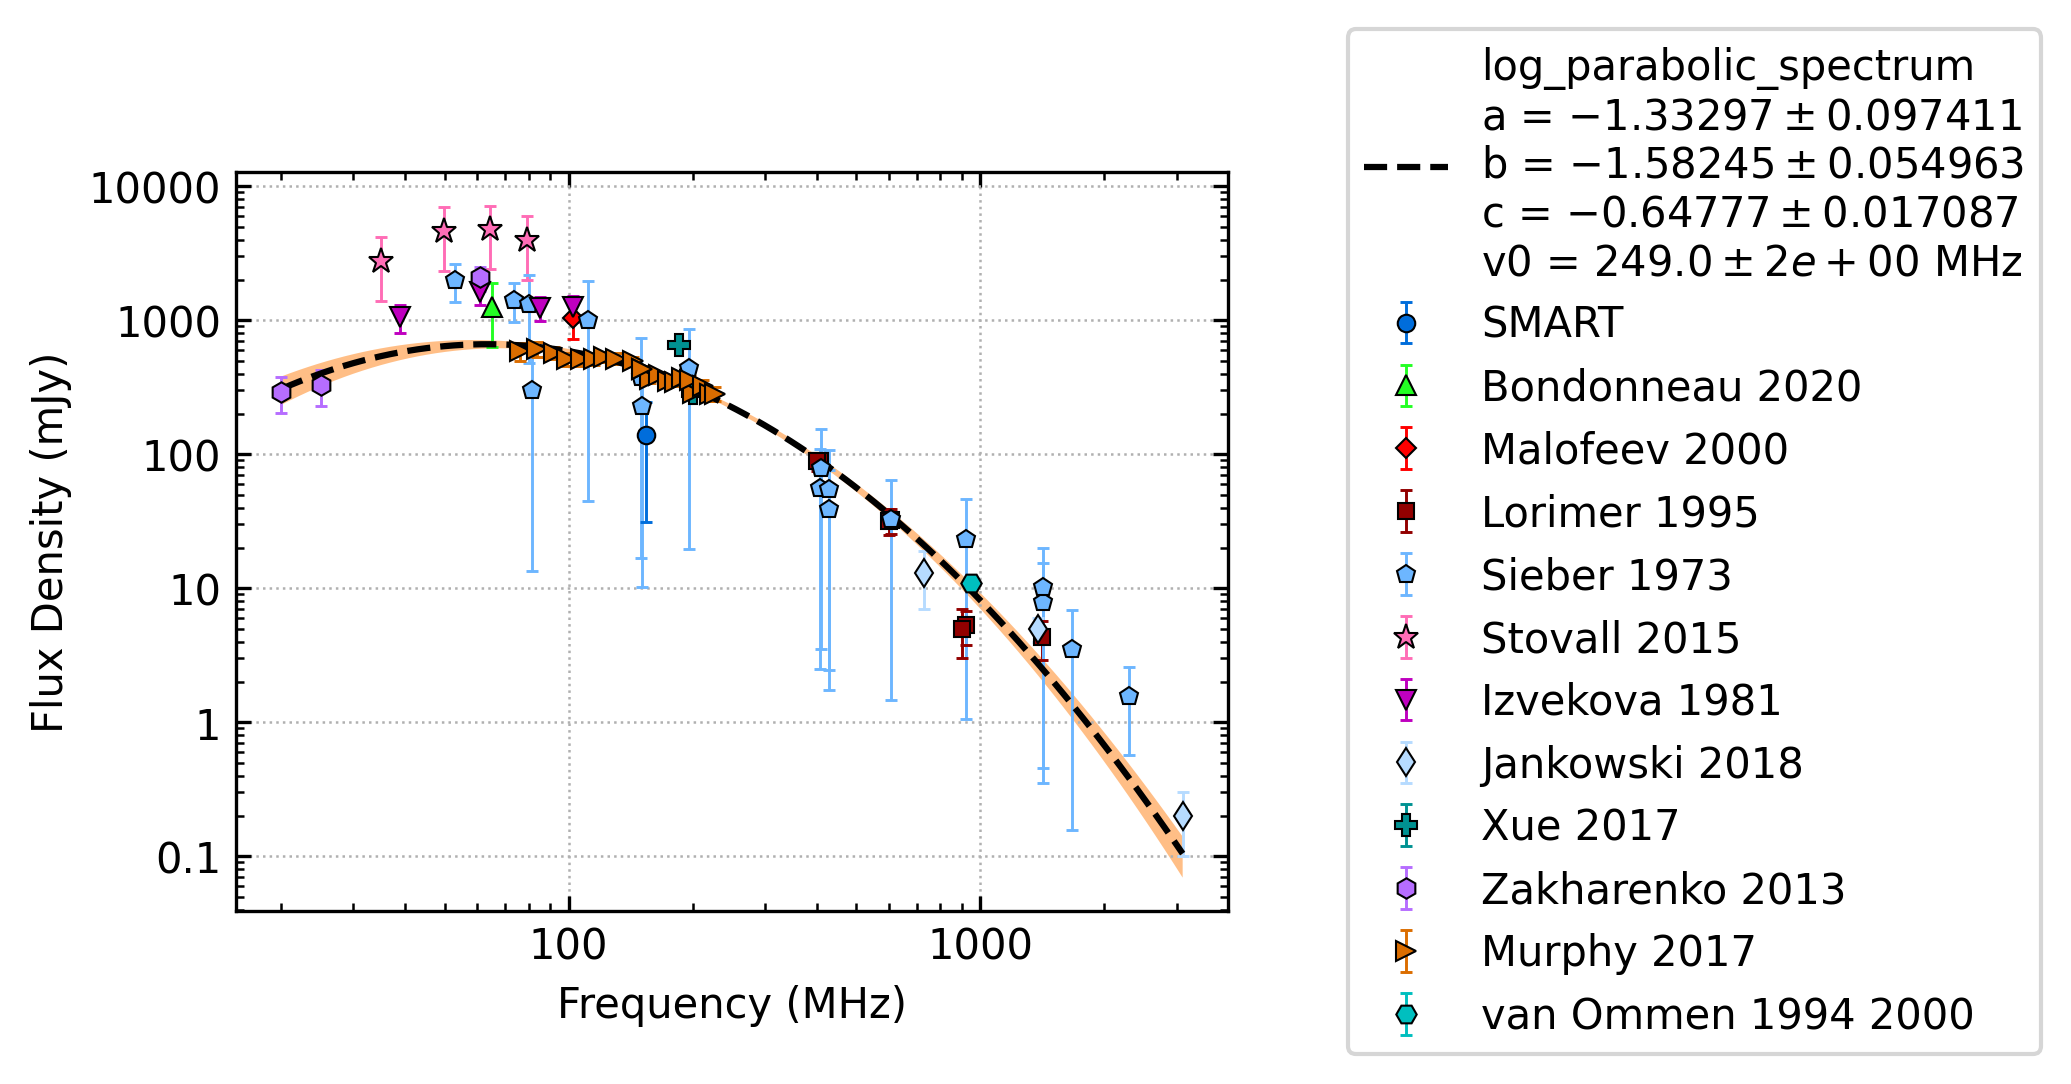 10000
1000
100
10
1
0.1
Flux Density (mJy)
100
1000
Frequency (MHz)
log_parabolic_spectrum
a = −1.33297 ± 0.097411
b = −1.58245 ± 0.054963
c = −0.64777 ± 0.017087
v0 = 249.0 ± 2e + 00 MHz
SMART
Bondonneau 2020
Malofeev 2000
Lorimer 1995
Sieber 1973
Stovall 2015
Izvekova 1981
Jankowski 2018
Xue 2017
Zakharenko 2013
Murphy 2017
van Ommen 1994 2000